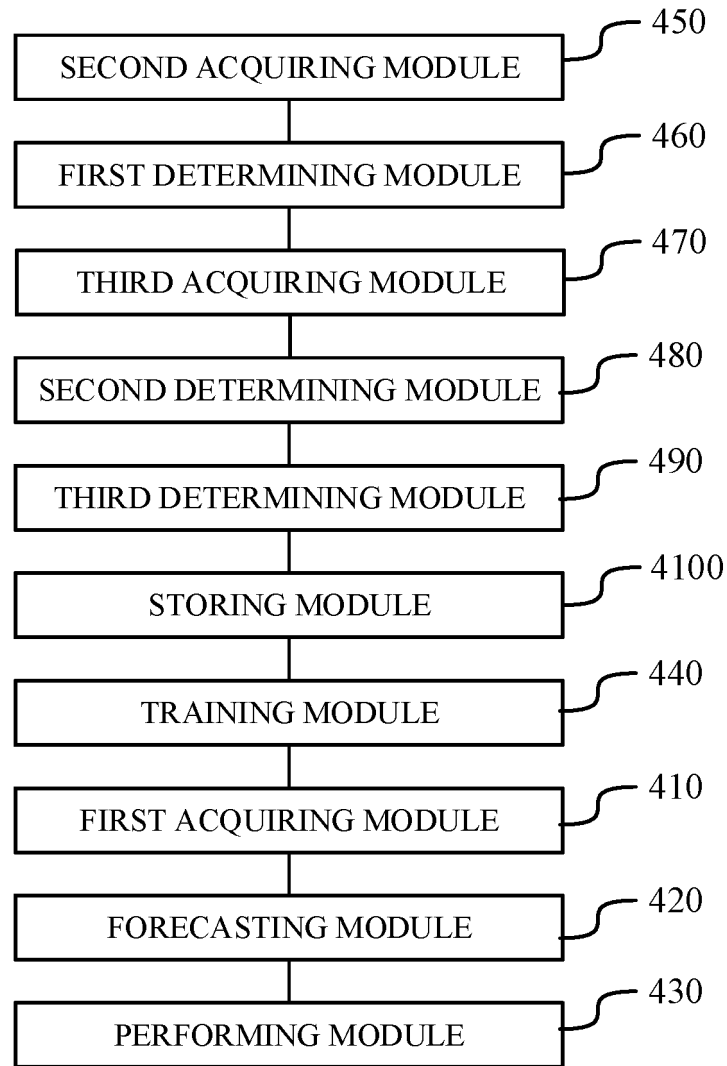 450
SECOND ACQUIRING MODULE
460
FIRST DETERMINING MODULE
470
THIRD ACQUIRING MODULE
480
SECOND DETERMINING MODULE
490
THIRD DETERMINING MODULE
4100
STORING MODULE
440
TRAINING MODULE
410
FIRST ACQUIRING MODULE
420
FORECASTING MODULE
430
PERFORMING MODULE